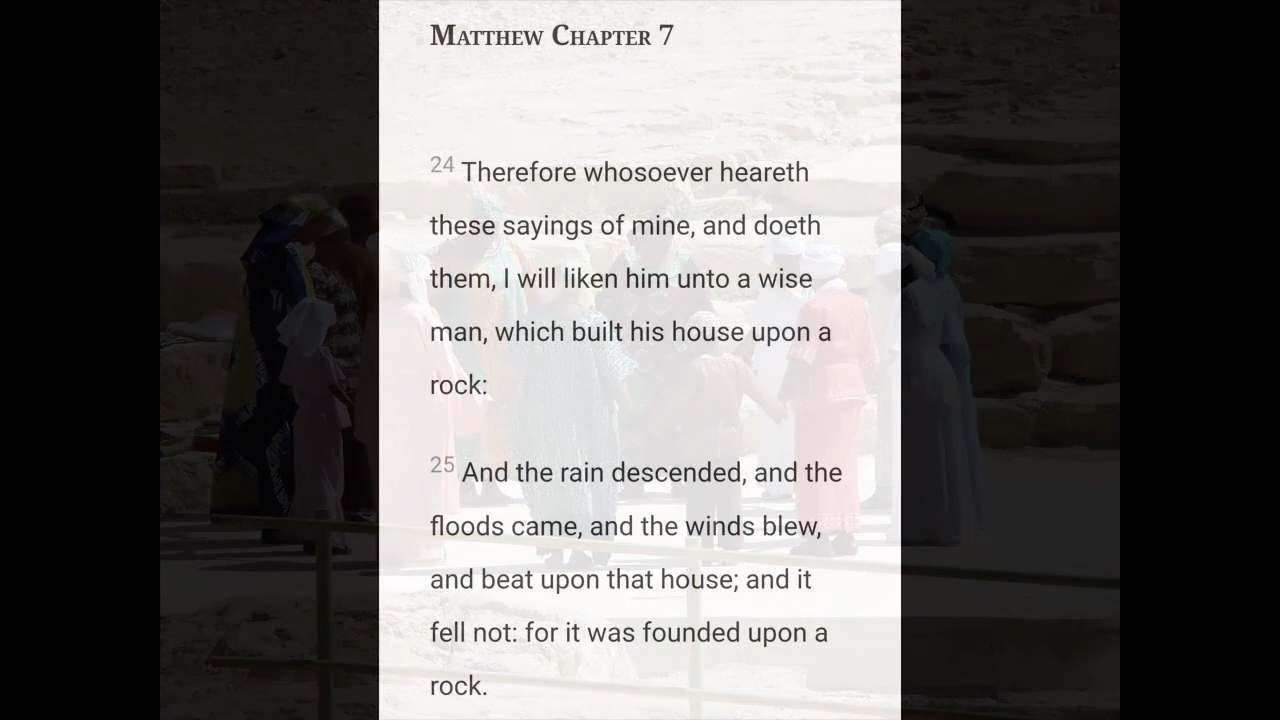 Matthew Chapter 7
24 Therefore whosoever heareth
these sayings of mine, and doeth
them, I will liken him unto a wise
man, which built his house upon a
rock:
25 And the rain descended, and the
floods came, and the winds blew,
and beat upon that house; and it
fell not: for it was founded upon a
rock.